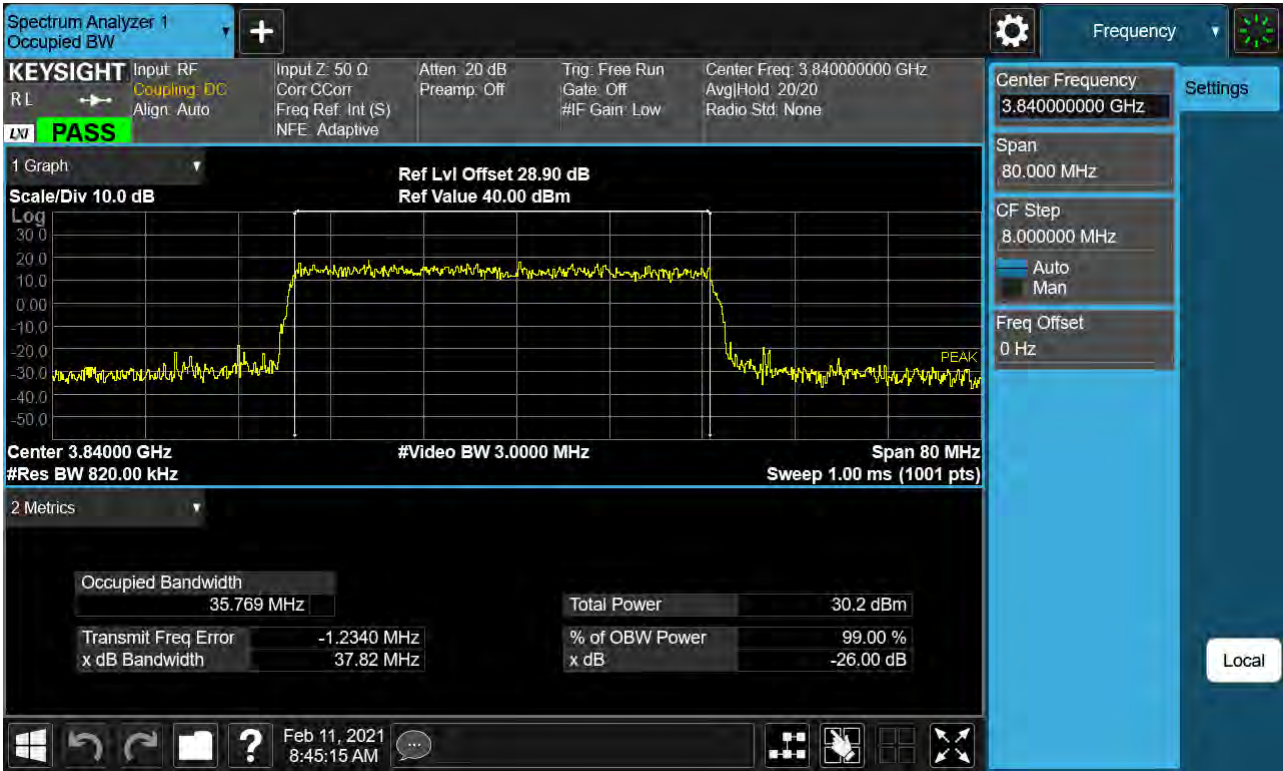 Spectrum Analyzer 1
Occupied BW
Frequency
KEYSIGHT
R L
LXI
PASS
Input: RF
Coupling: DC
Align: Auto
Input Z: 50 Ω
Corr CCorr
Freq Ref: Int (S)
NFE: Adaptive
Atten: 20 dB
Preamp: Off
Trig: Free Run
Gate: Off
#IF Gain: Low
Center Freq: 3.840000000 GHz
Avg|Hold: 20/20
Radio Std: None
Center Frequency
3.840000000 GHz
Settings
Span
80.000 MHz
CF Step
8.000000 MHz
Auto
Man
Freq Offset
0 Hz
1 Graph
Scale/Div 10.0 dB
Ref Lvl Offset 28.90 dB
Ref Value 40.00 dBm
Log
30.0
20.0
10.0
0.00
-10.0
-20.0
-30.0
-40.0
-50.0
PEAK
Center 3.84000 GHz
#Video BW 3.0000 MHz
Span 80 MHz
#Res BW 820.00 kHz
Sweep 1.00 ms (1001 pts)
2 Metrics
Occupied Bandwidth
35.769 MHz
Total Power 30.2 dBm
Transmit Freq Error -1.2340 MHz
% of OBW Power 99.00 %
x dB Bandwidth 37.82 MHz
x dB -26.00 dB
Local
?
Feb 11, 2021
8:45:15 AM